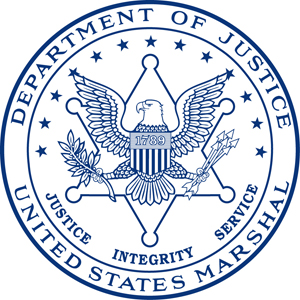 DEPARTMENT OF JUSTICE
1789
JUSTICE INTEGRITY SERVICE
UNITED STATES MARSHAL